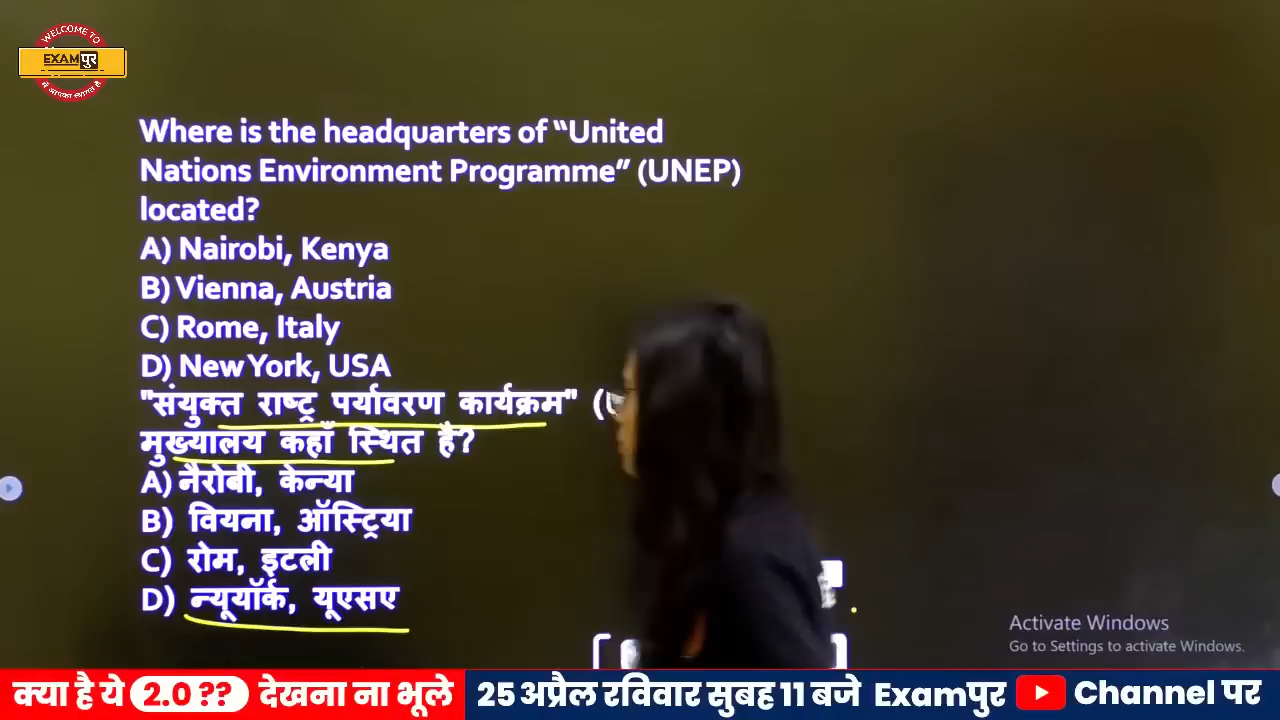 WELCOME TO
EXAMपुर
में आपका स्वागत है
Where is the headquarters of “United
Nations Environment Programme” (UNEP)
located?
A) Nairobi, Kenya
B) Vienna, Austria
C) Rome, Italy
D) New York, USA
"संयुक्त राष्ट्र पर्यावरण कार्यक्रम" (
मुख्यालय कहाँ स्थित है?
A) नैरोबी, केन्या
B) वियना, ऑस्ट्रिया
C) रोम, इटली
D) न्यूयॉर्क, यूएसए
Activate Windows
Go to Settings to activate Windows.
क्या है ये 2.0 ?? देखना ना भूले 25 अप्रैल रविवार सुबह 11 बजे Examपुर Channel पर